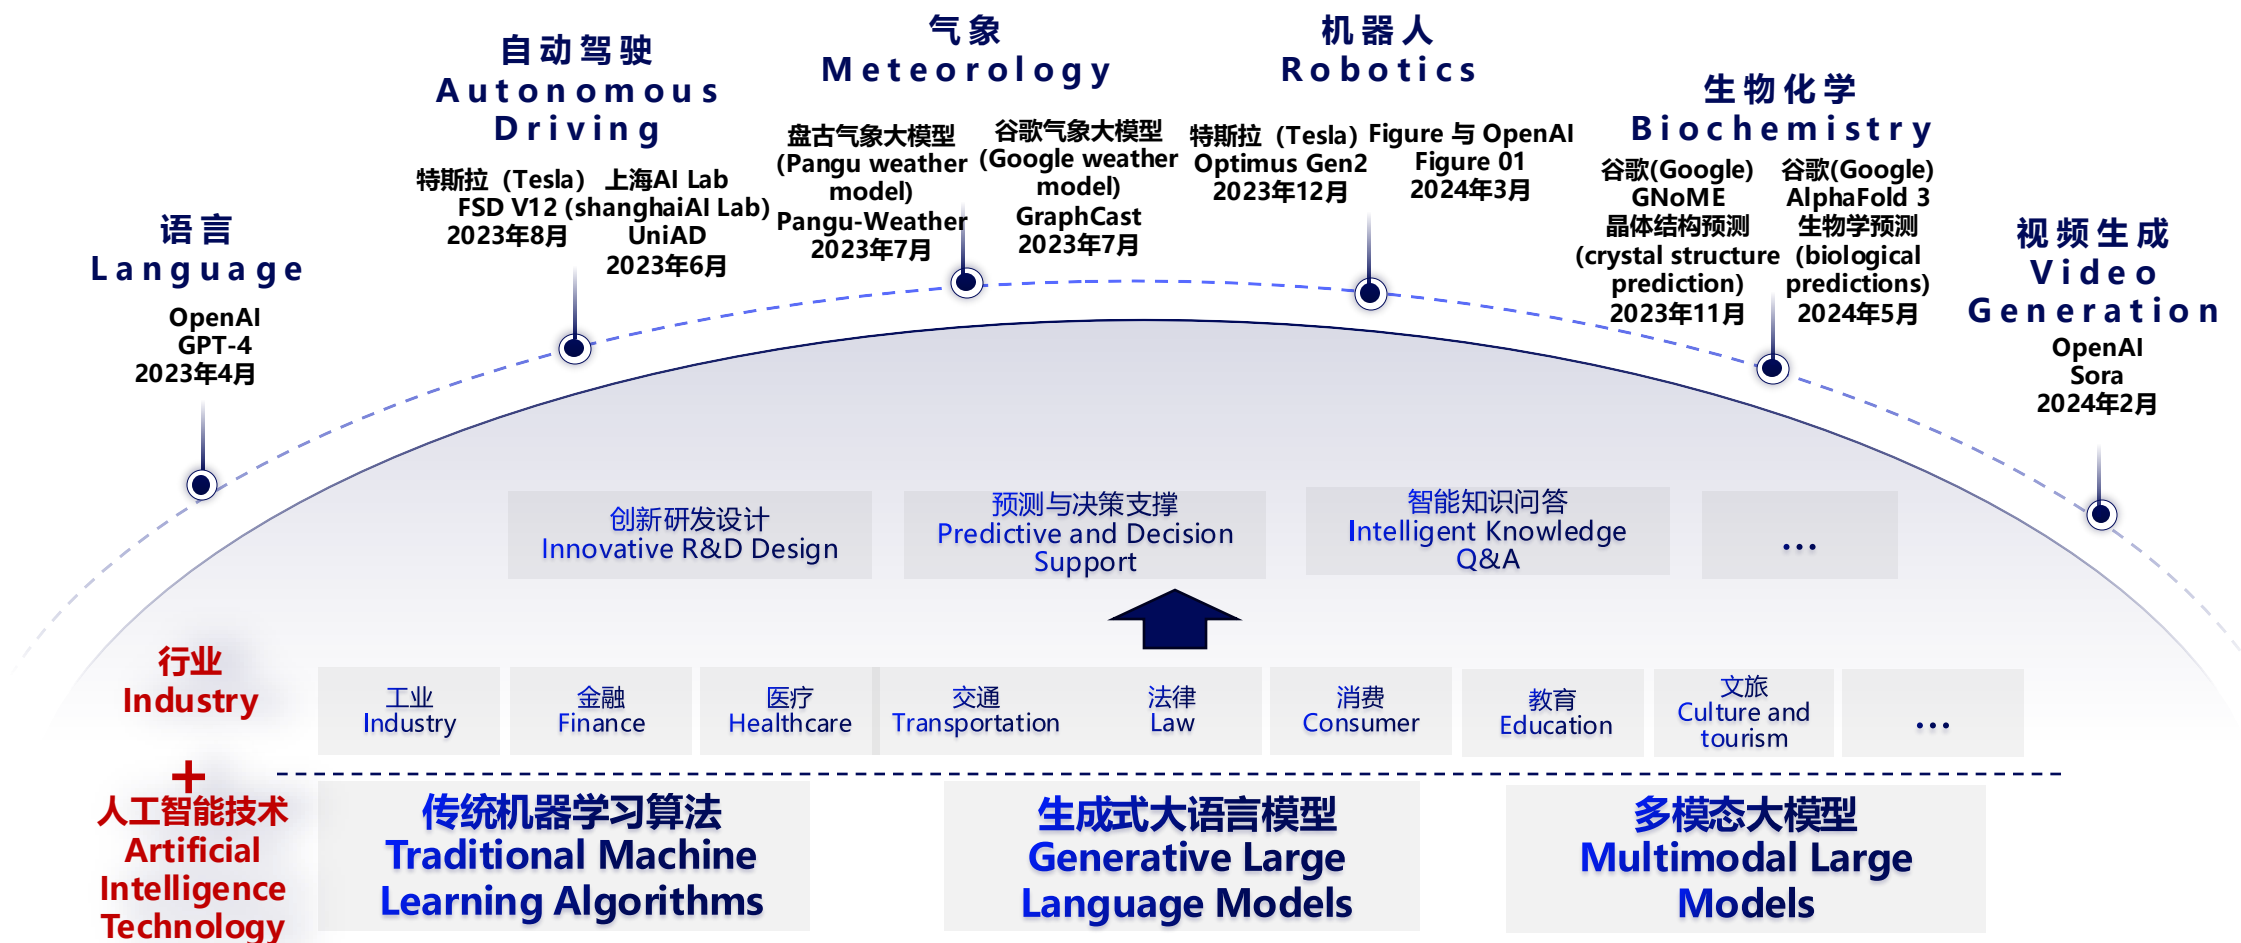 语言
Language
OpenAI
GPT-4
2023年4月
自动驾驶
Autonomous
Driving
特斯拉（Tesla）
FSD V12
2023年8月
上海AI Lab
(shanghaiAI Lab)
UniAD
2023年6月
气象
Meteorology
盘古气象大模型
(Pangu weather
model)
Pangu-Weather
2023年7月
谷歌气象大模型
(Google weather
model)
GraphCast
2023年7月
机器人
Robotics
特斯拉（Tesla）
Optimus Gen2
2023年12月
Figure 与 OpenAI
Figure 01
2024年3月
生物化学
Biochemistry
谷歌(Google)
GNoME
晶体结构预测
(crystal structure
prediction)
2023年11月
谷歌(Google)
AlphaFold 3
生物学预测
(biological
predictions)
2024年5月
视频生成
Video
Generation
OpenAI
Sora
2024年2月
创新研发设计
Innovative R&D Design
预测与决策支撑
Predictive and Decision
Support
智能知识问答
Intelligent Knowledge
Q&A
...
行业
Industry
工业
Industry
金融
Finance
医疗
Healthcare
交通
Transportation
法律
Law
消费
Consumer
教育
Education
文旅
Culture and
tourism
...
+
人工智能技术
Artificial
Intelligence
Technology
传统机器学习算法
Traditional Machine
Learning Algorithms
生成式大语言模型
Generative Large
Language Models
多模态大模型
Multimodal Large
Models